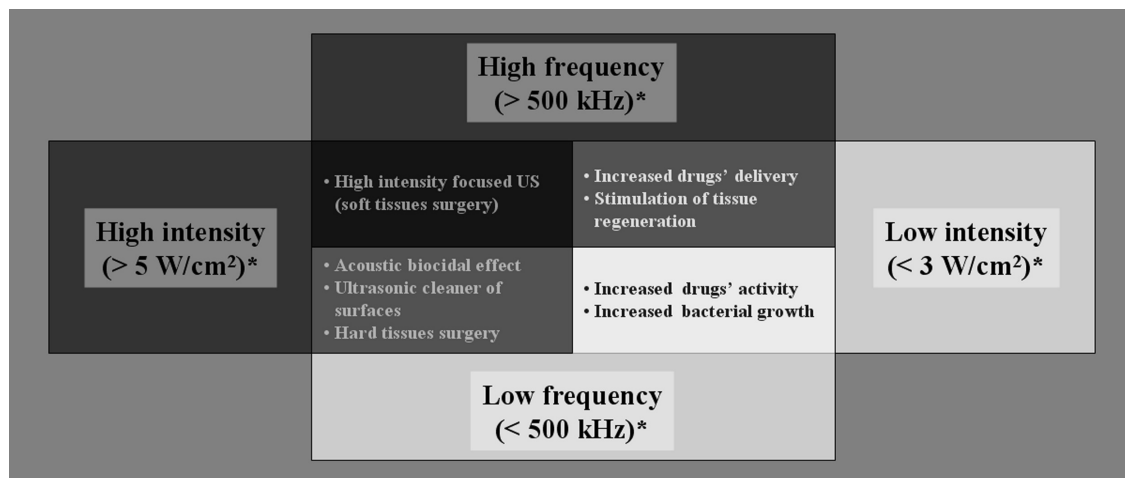 High frequency
(> 500 kHz)*
• High intensity focused US
(soft tissues surgery)
• Increased drugs’ delivery
• Stimulation of tissue
regeneration
High intensity
(> 5 W/cm²)*
Low intensity
(< 3 W/cm²)*
• Acoustic biocidal effect
• Ultrasonic cleaner of
surfaces
• Hard tissues surgery
• Increased drugs’ activity
• Increased bacterial growth
Low frequency
(< 500 kHz)*